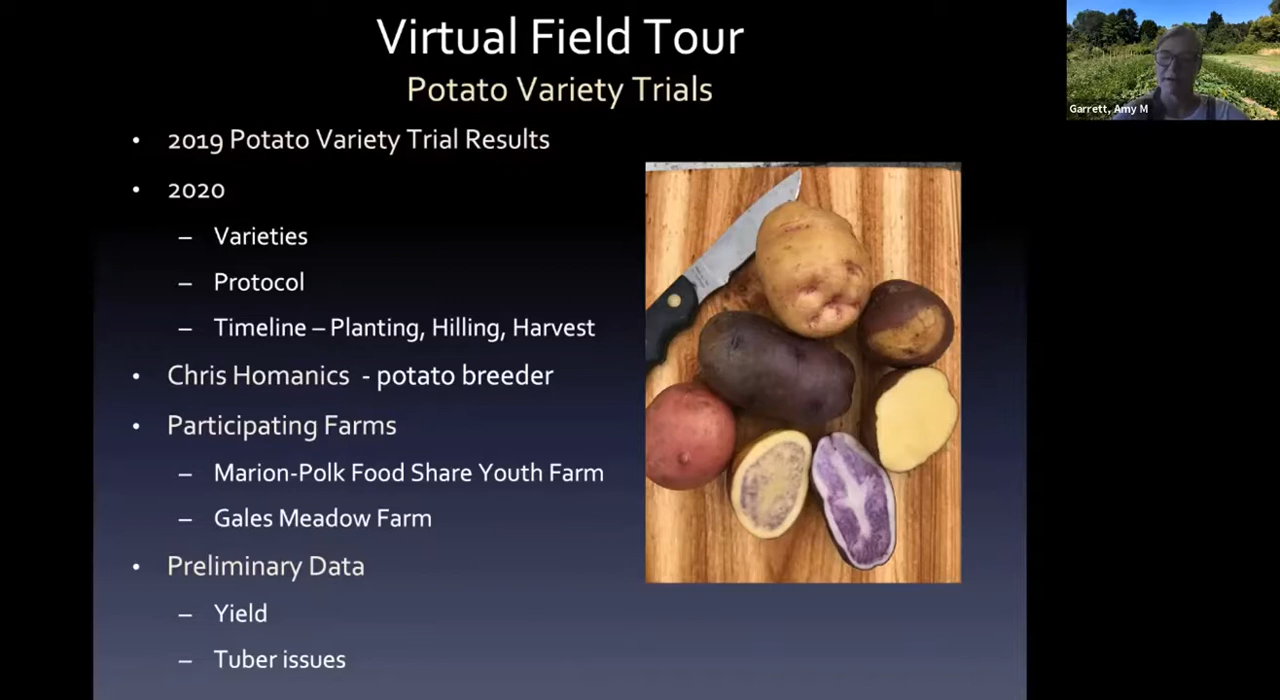 Virtual Field Tour
Potato Variety Trials
Garrett, Amy M
• 2019 Potato Variety Trial Results
• 2020
– Varieties
– Protocol
– Timeline – Planting, Hilling, Harvest
• Chris Homanics - potato breeder
• Participating Farms
– Marion-Polk Food Share Youth Farm
– Gales Meadow Farm
• Preliminary Data
– Yield
– Tuber issues